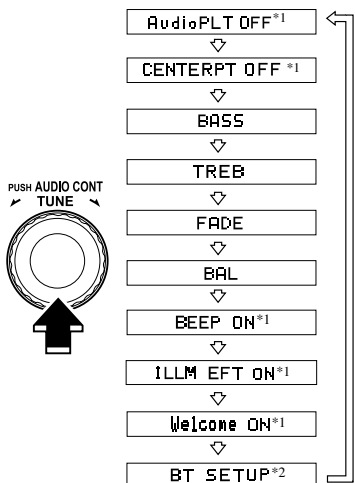 AudioPLT OFF*1
CENTERPT OFF *1
BASS
TREB
PUSH AUDIO CONT
TUNE
FADE
BAL
BEEP ON*1
ILLM EFT ON*1
Welcome ON*1
BT SETUP*2